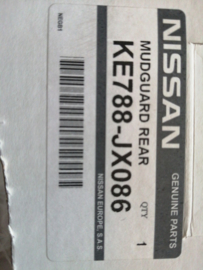 NISSAN
GENUINE PARTS
MUDGUARD REAR
KE788-JX086
QTY
1
NISSAN EUROPE, S.A.S